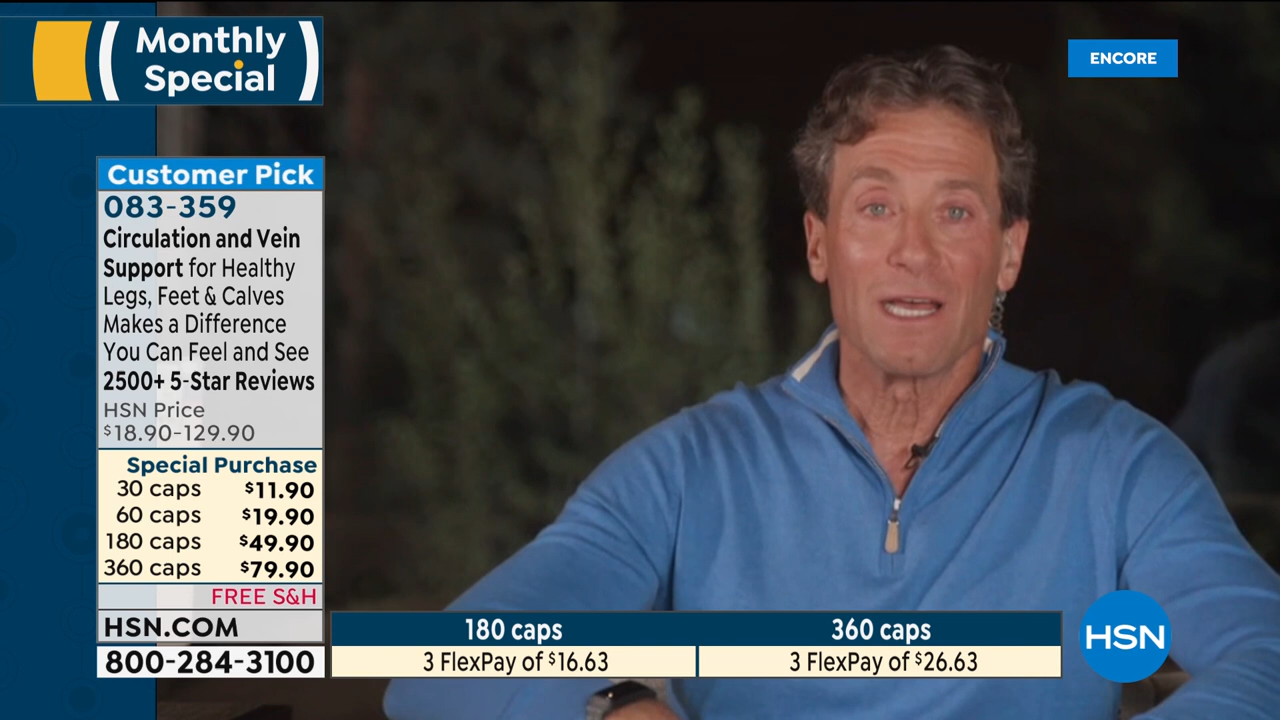 Monthly
Special
ENCORE
Customer Pick
083-359
Circulation and Vein
Support for Healthy
Legs, Feet & Calves
Makes a Difference
You Can Feel and See
2500+ 5-Star Reviews
HSN Price
$18.90-129.90
Special Purchase
30 caps $11.90
60 caps $19.90
180 caps $49.90
360 caps $79.90
FREE S&H
HSN.COM
800-284-3100
180 caps 360 caps
3 FlexPay of $16.63 3 FlexPay of $26.63
HSN